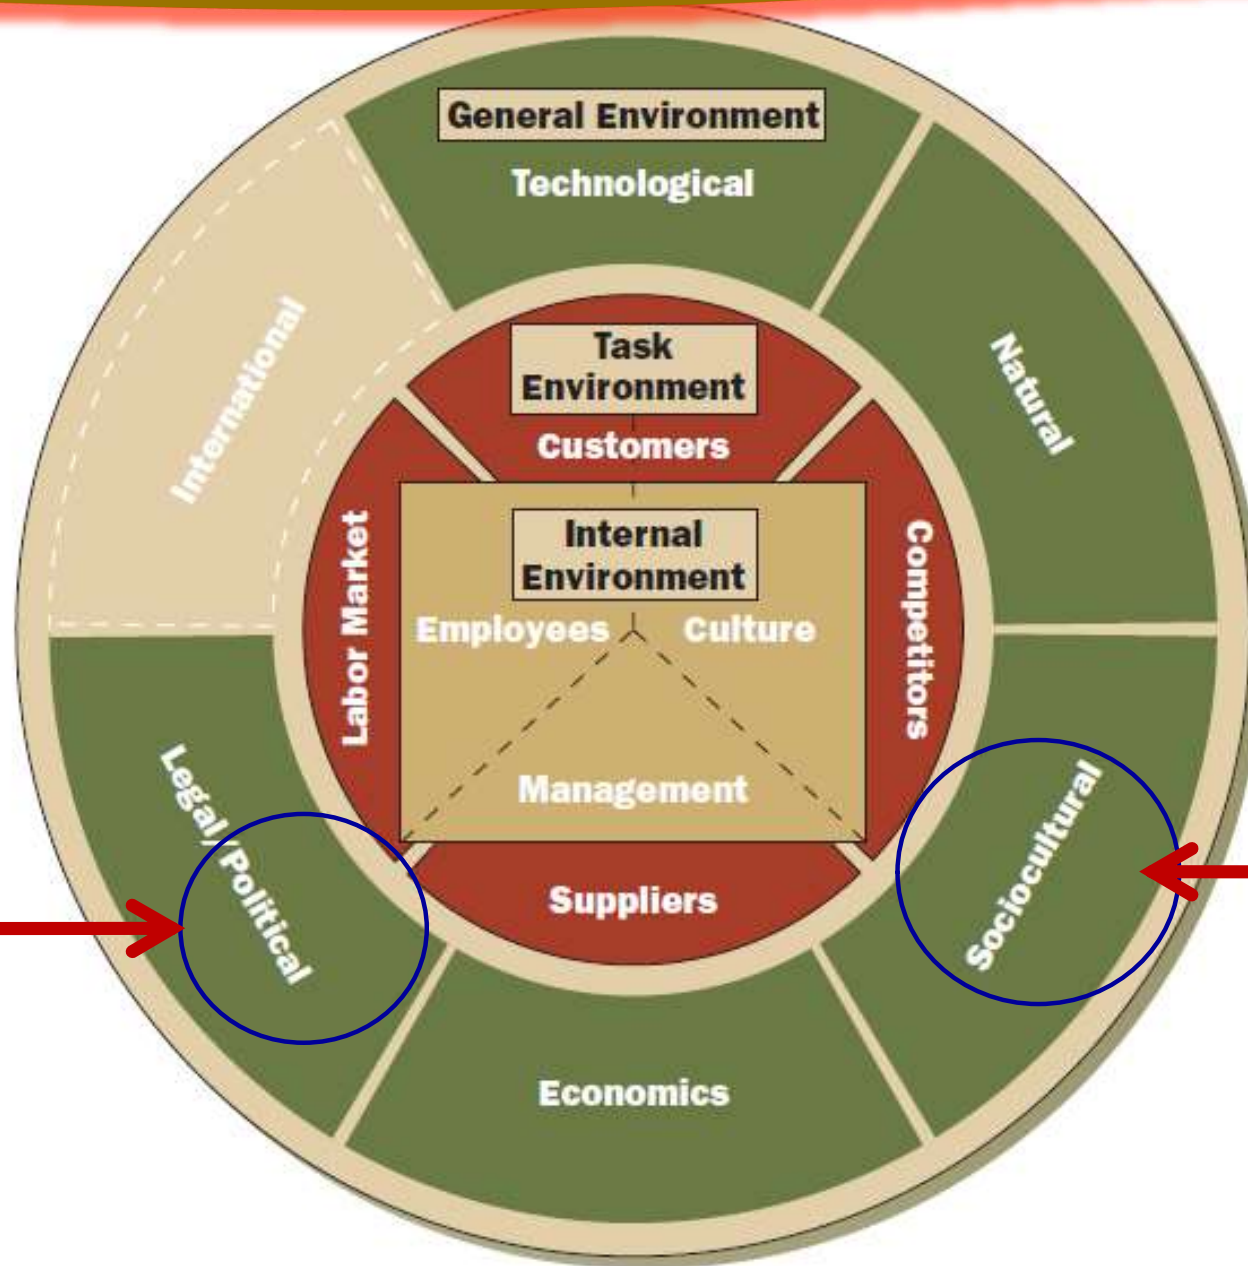 General Environment
Technological
Natural
International
Task
Environment
Customers
Internal
Environment
Labor Market
Employees
Culture
Competitors
Management
Legal/Political
Sociocultural
Suppliers
Economics